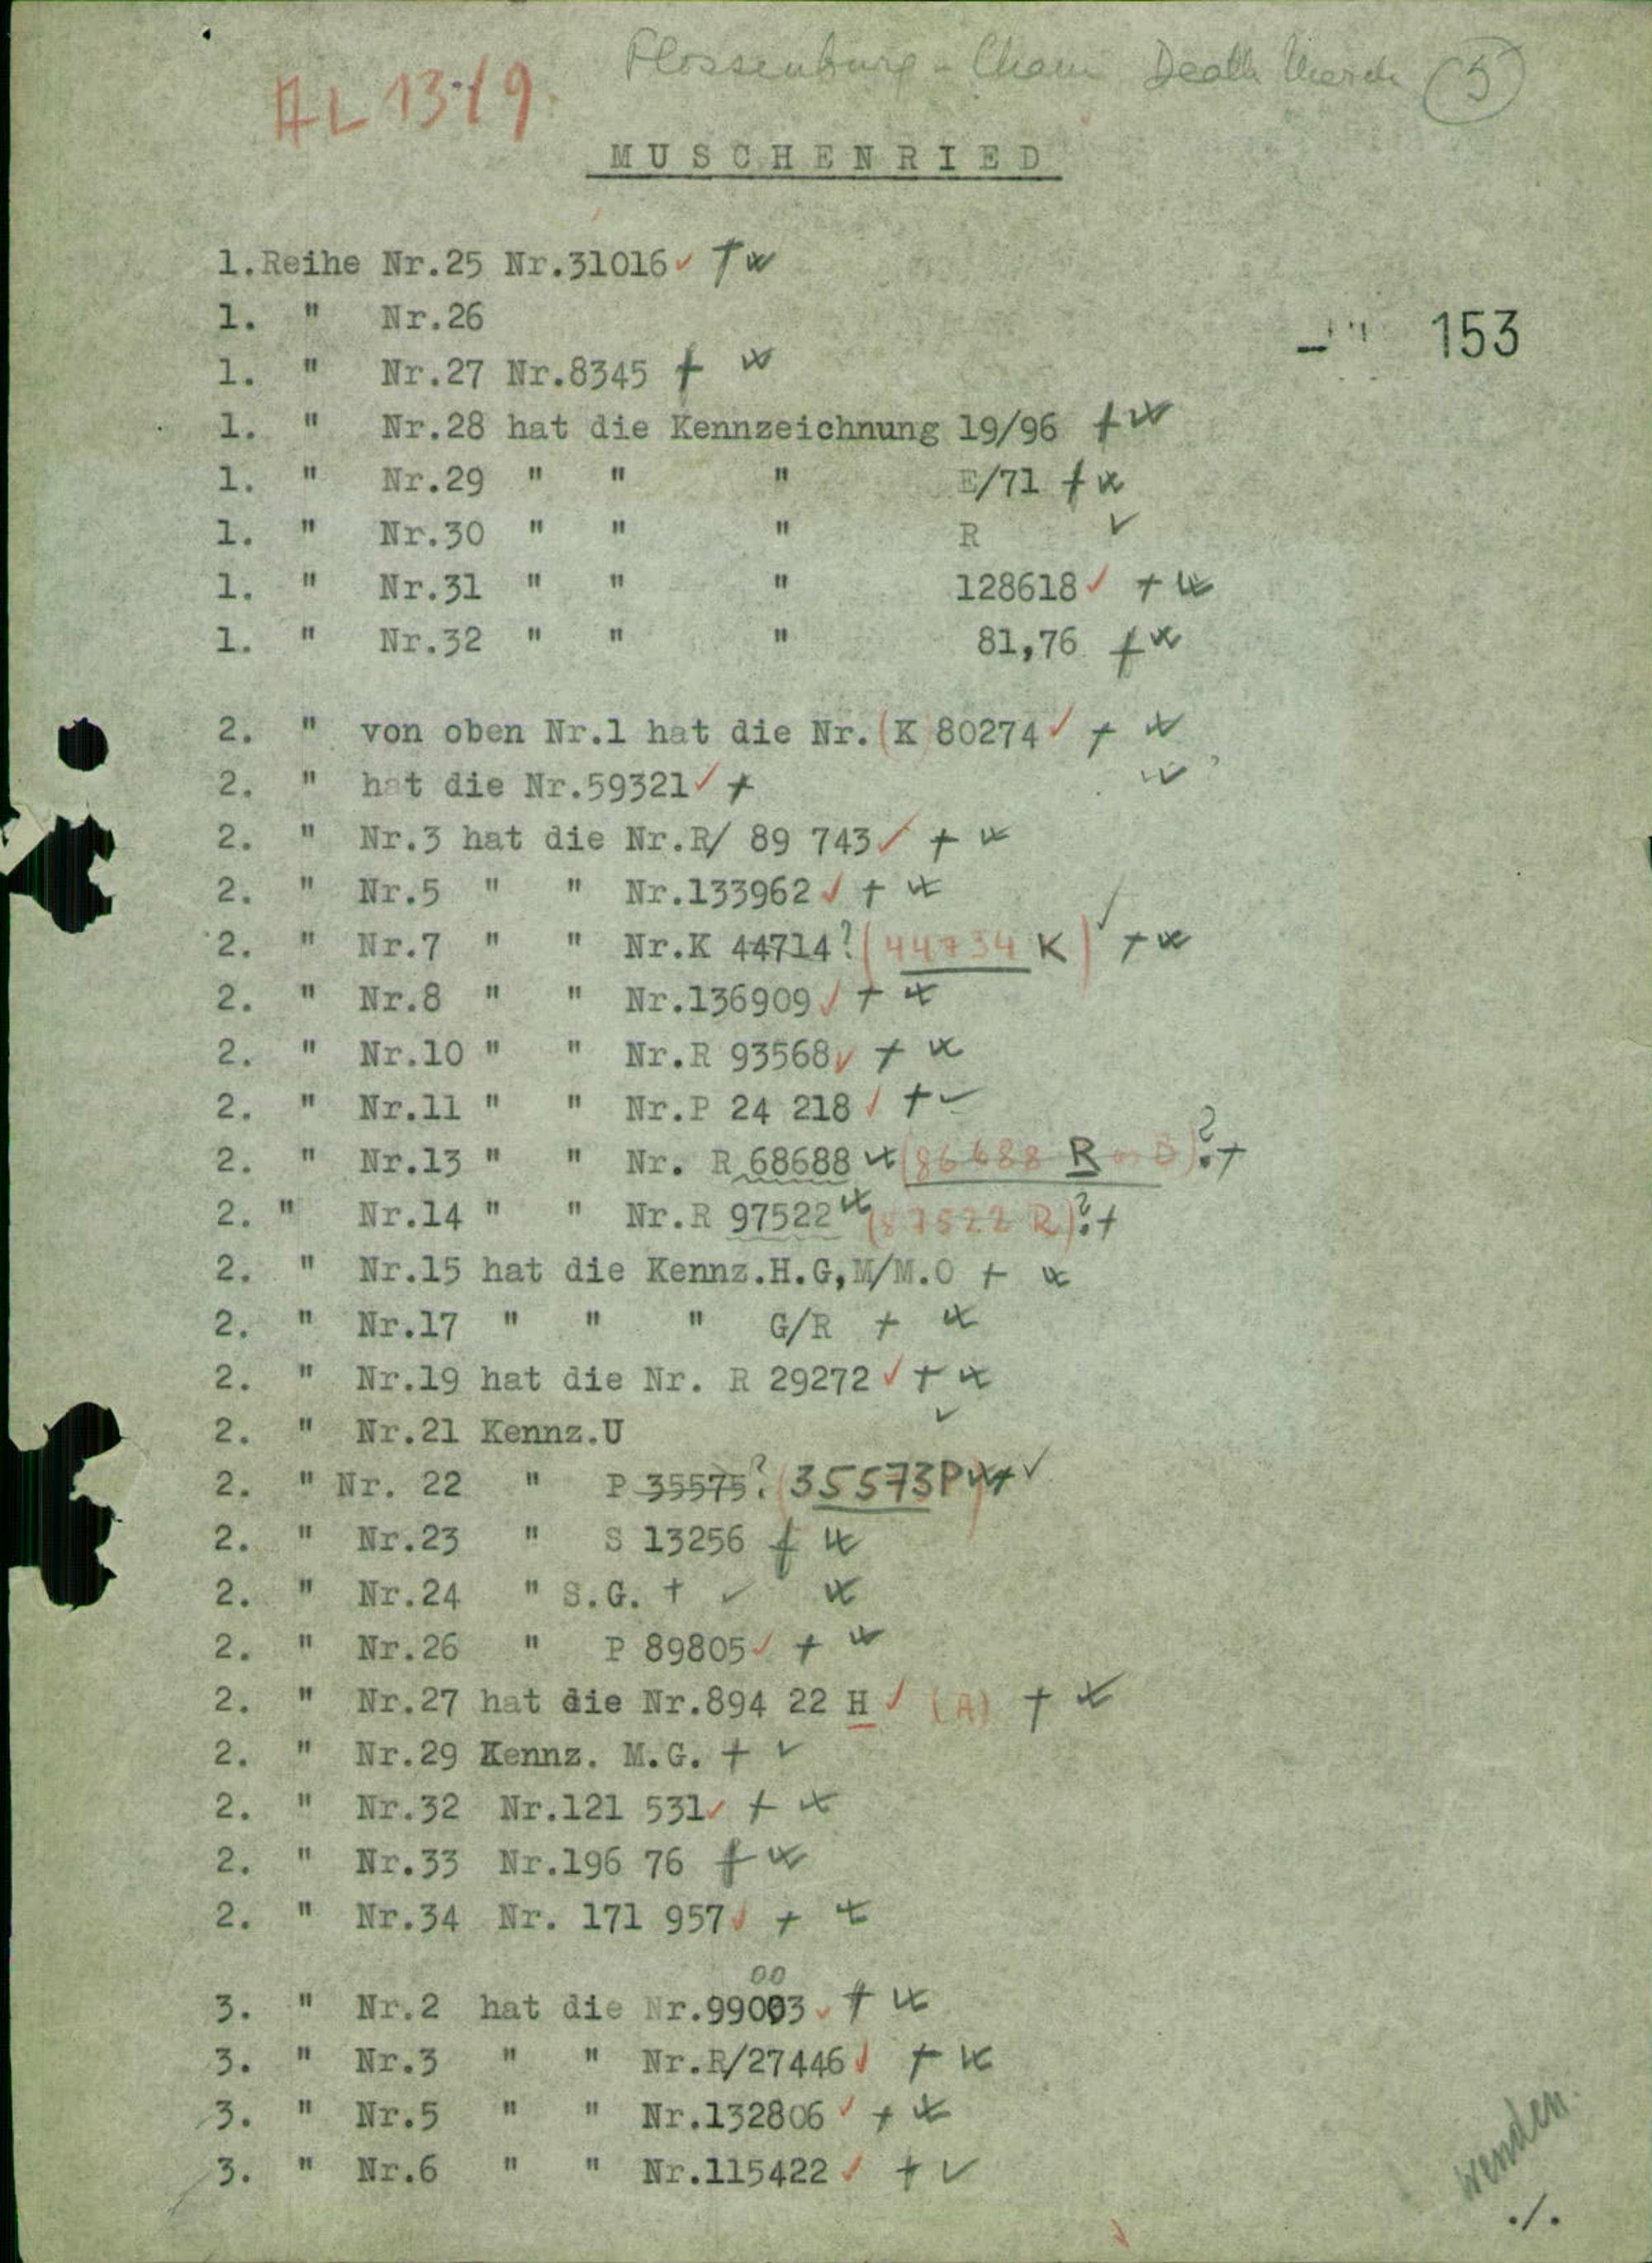 Flossenburg - Cham Death March (5)
AL 13/9
MUSCHENRIED
1. Reihe Nr.25 Nr.31016 ✓ +
1. " Nr.26
153
1. " Nr.27 Nr.8345 +
1. " Nr.28 hat die Kennzeichnung 19/96 +
1. " Nr.29 " " " E/71 +
1. " Nr.30 " " " R ✓
1. " Nr.31 " " " 128618 ✓ +
1. " Nr.32 " " " 81,76 +
2. " von oben Nr.1 hat die Nr. (K) 80274 ✓ +
2. " hat die Nr.59321 ✓ +
2. " Nr.3 hat die Nr.R/ 89 743 ✓ +
2. " Nr.5 " " Nr.133962 ✓ +
2. " Nr.7 " " Nr.K 44714? (44734 K) ✓ +
2. " Nr.8 " " Nr.136909 ✓ +
2. " Nr.10 " " Nr.R 93568 ✓ +
2. " Nr.11 " " Nr.P 24 218 ✓ + ✓
2. " Nr.13 " " Nr. R 68688 (86688 R B)? +
2. " Nr.14 " " Nr.R 97522 (87522 R)? +
2. " Nr.15 hat die Kennz.H.G,M/M.O +
2. " Nr.17 " " " G/R +
2. " Nr.19 hat die Nr. R 29272 ✓ +
2. " Nr.21 Kennz.U ✓
2. " Nr. 22 " P 35575? (35573P) + ✓
2. " Nr.23 " S 13256 +
2. " Nr.24 " S.G. + ✓
2. " Nr.26 " P 89805 ✓ +
2. " Nr.27 hat die Nr.894 22 H ✓ (A) +
2. " Nr.29 Kennz. M.G. + ✓
2. " Nr.32 Nr.121 531 ✓ +
2. " Nr.33 Nr.196 76 +
2. " Nr.34 Nr. 171 957 ✓ +
00
3. " Nr.2 hat die Nr.99003 ✓ +
3. " Nr.3 " " Nr.R/27446 ✓ +
3. " Nr.5 " " Nr.132806 ✓ +
3. " Nr.6 " " Nr.115422 ✓ + ✓
wenden
./.